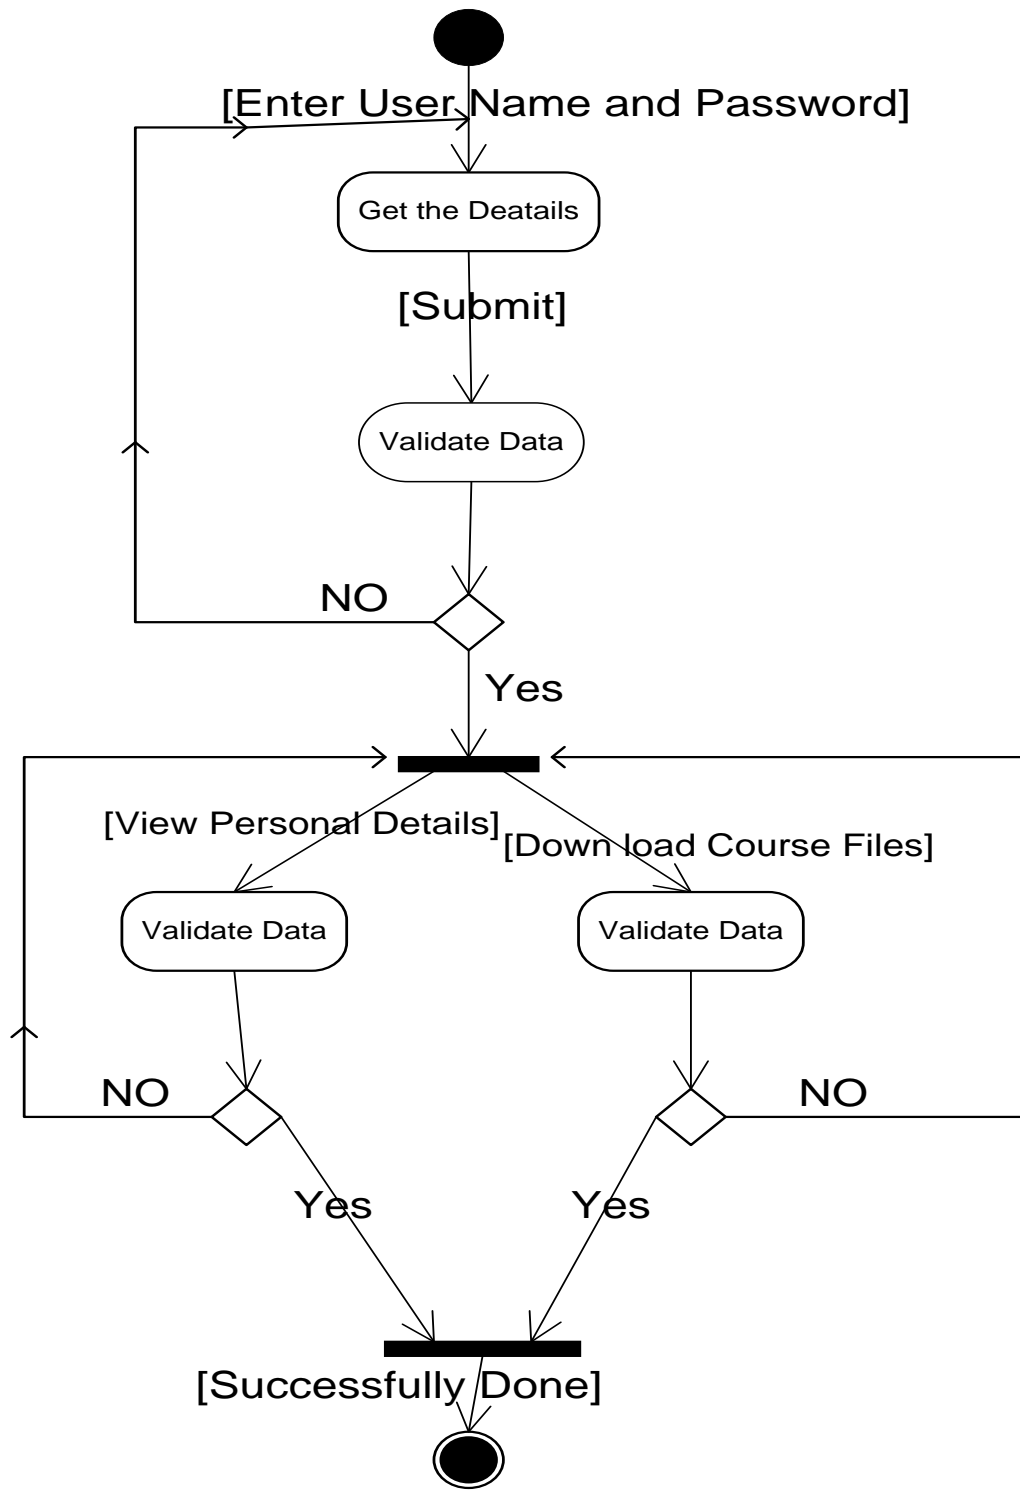 [Enter User Name and Password]
Get the Deatails
[Submit]
Validate Data
NO
Yes
[View Personal Details]
[Down load Course Files]
Validate Data
Validate Data
NO
NO
Yes
Yes
[Successfully Done]